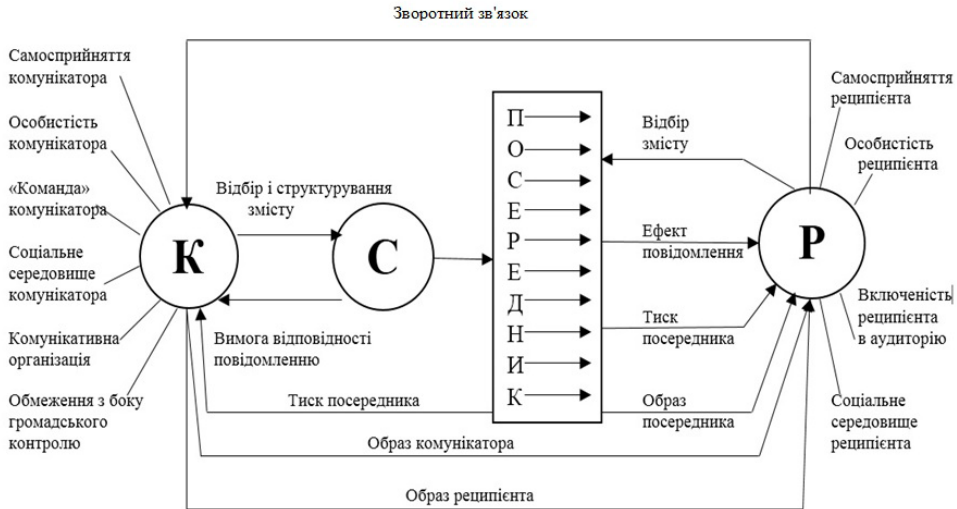 Зворотний зв'язок
Самосприйняття
комунікатора
Особистість
комунікатора
«Команда»
комунікатора
Соціальне
середовище
комунікатора
Комунікативна
організація
Обмеження з боку
громадського
контролю
К
Відбір і структурування
змісту
С
Вимога відповідності
повідомленню
Тиск посередника
Образ комунікатора
Образ реципієнта
П
О
С
Е
Р
Е
Д
Н
И
К
Відбір
змісту
Ефект
повідомлення
Тиск
посередника
Образ
посередника
Р
Самосприйняття
реципієнта
Особистість
реципієнта
Включеність
реципієнта
в аудиторію
Соціальне
середовище
реципієнта